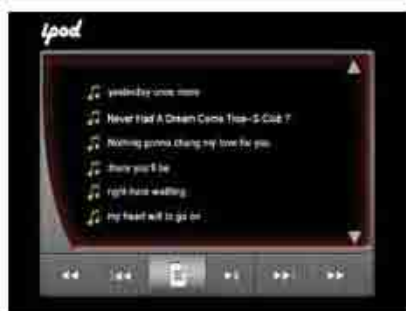 ipod
yesterday once more
Never Had A Dream Come True-S Club 7
Nothing gonna chang my love for you
there you'll be
right here waitting
my heart will go on